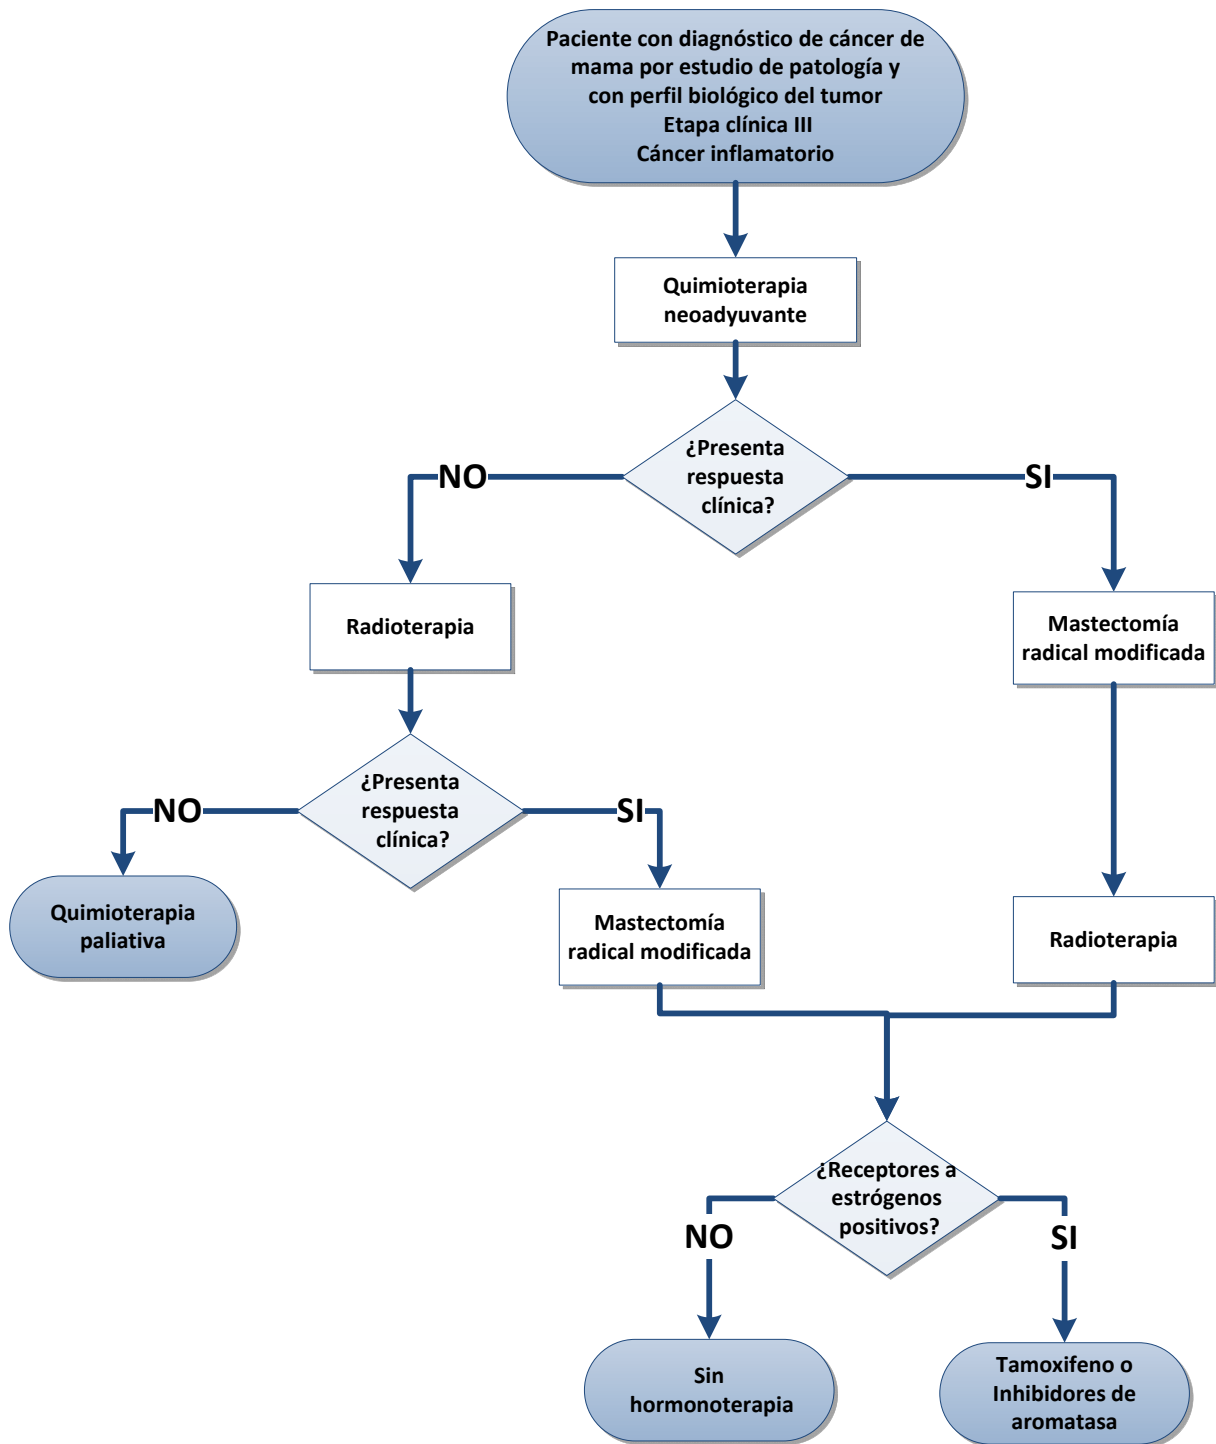 Paciente con diagnóstico de cáncer de
mama por estudio de patología y
con perfil biológico del tumor
Etapa clínica III
Cáncer inflamatorio
Quimioterapia
neoadyuvante
¿Presenta
respuesta
clínica?
NO
SI
Radioterapia
Mastectomía
radical modificada
¿Presenta
respuesta
clínica?
NO
SI
Quimioterapia
paliativa
Mastectomía
radical modificada
Radioterapia
¿Receptores a
estrógenos
positivos?
NO
SI
Sin
hormonoterapia
Tamoxifeno o
Inhibidores de
aromatasa